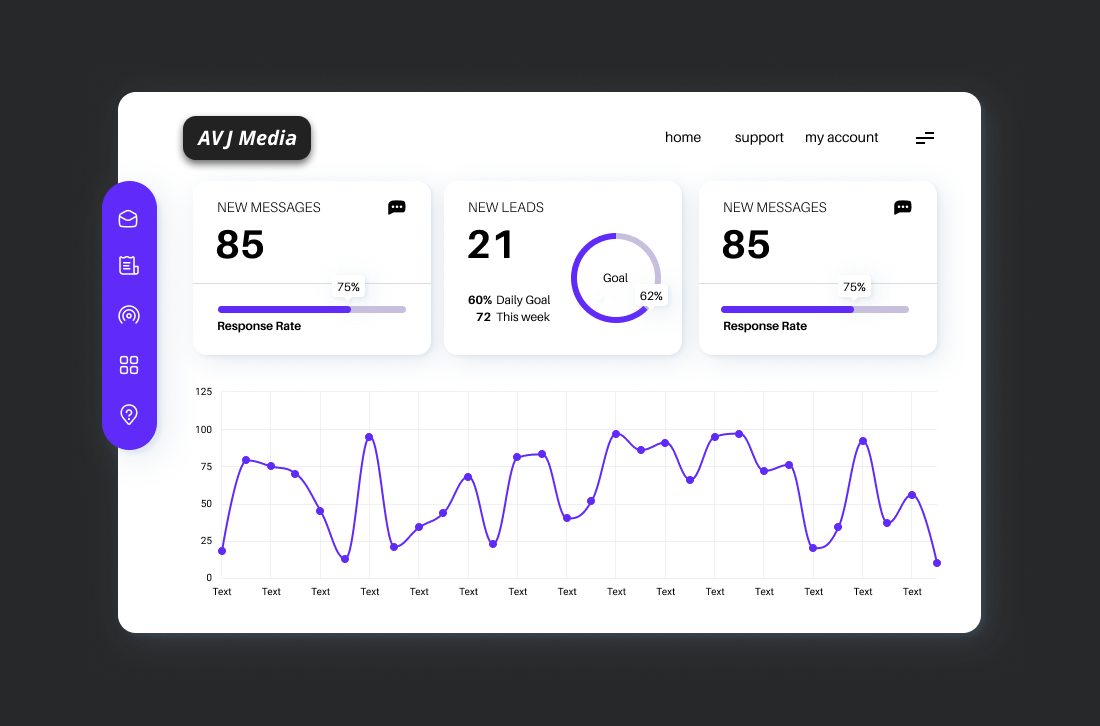 AVJ Media
home support my account
NEW MESSAGES
85
75%
Response Rate
NEW LEADS
21
Goal
62%
60% Daily Goal
72 This week
NEW MESSAGES
85
75%
Response Rate
125
100
75
50
25
0
Text Text Text Text Text Text Text Text Text Text Text Text Text Text Text